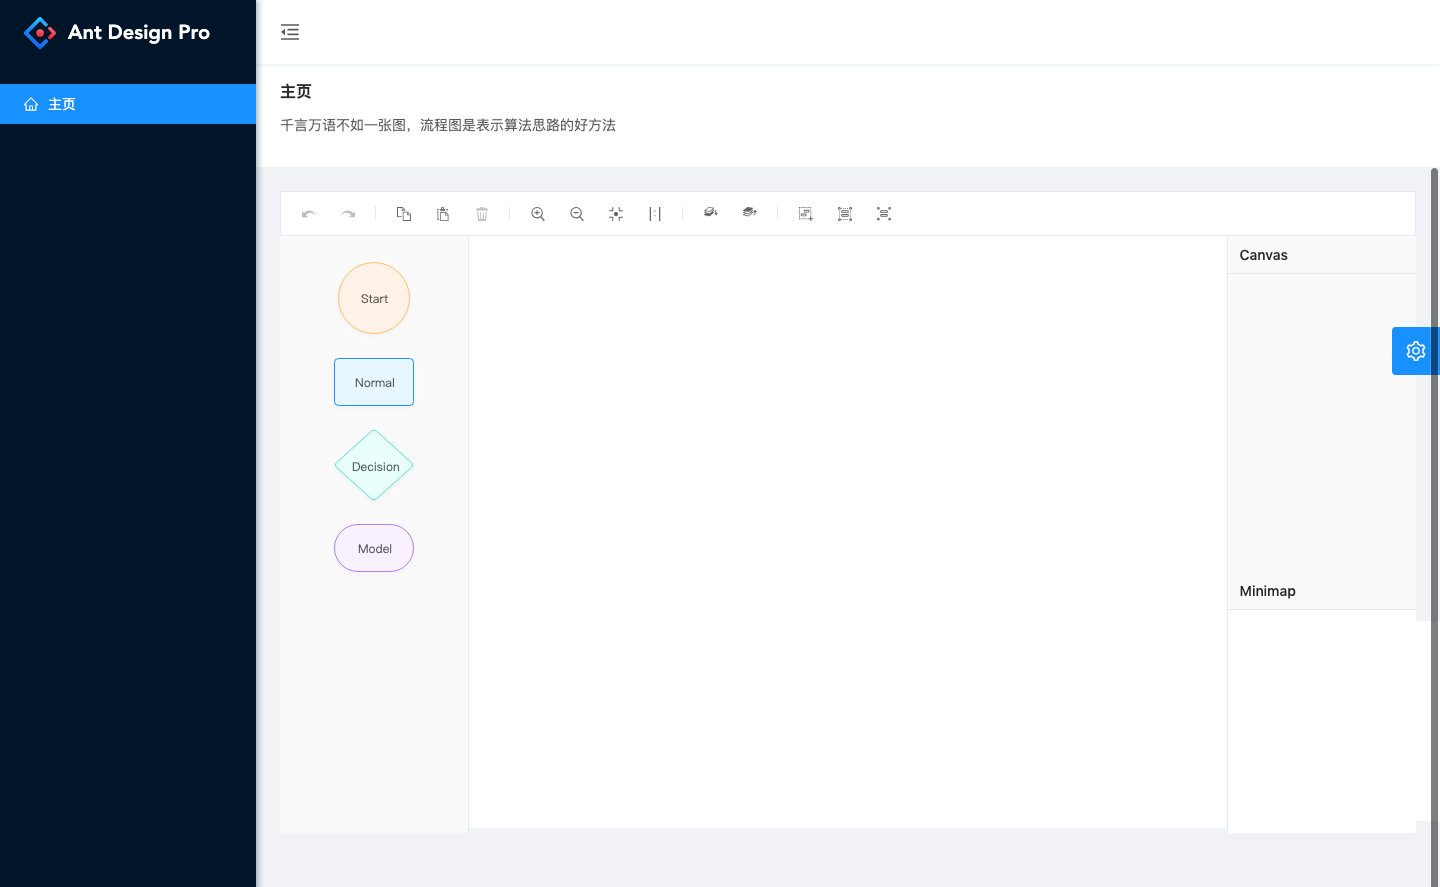 Ant Design Pro
主页
主页
千言万语不如一张图，流程图是表示算法思路的好方法
Start
Normal
Decision
Model
Canvas
Minimap